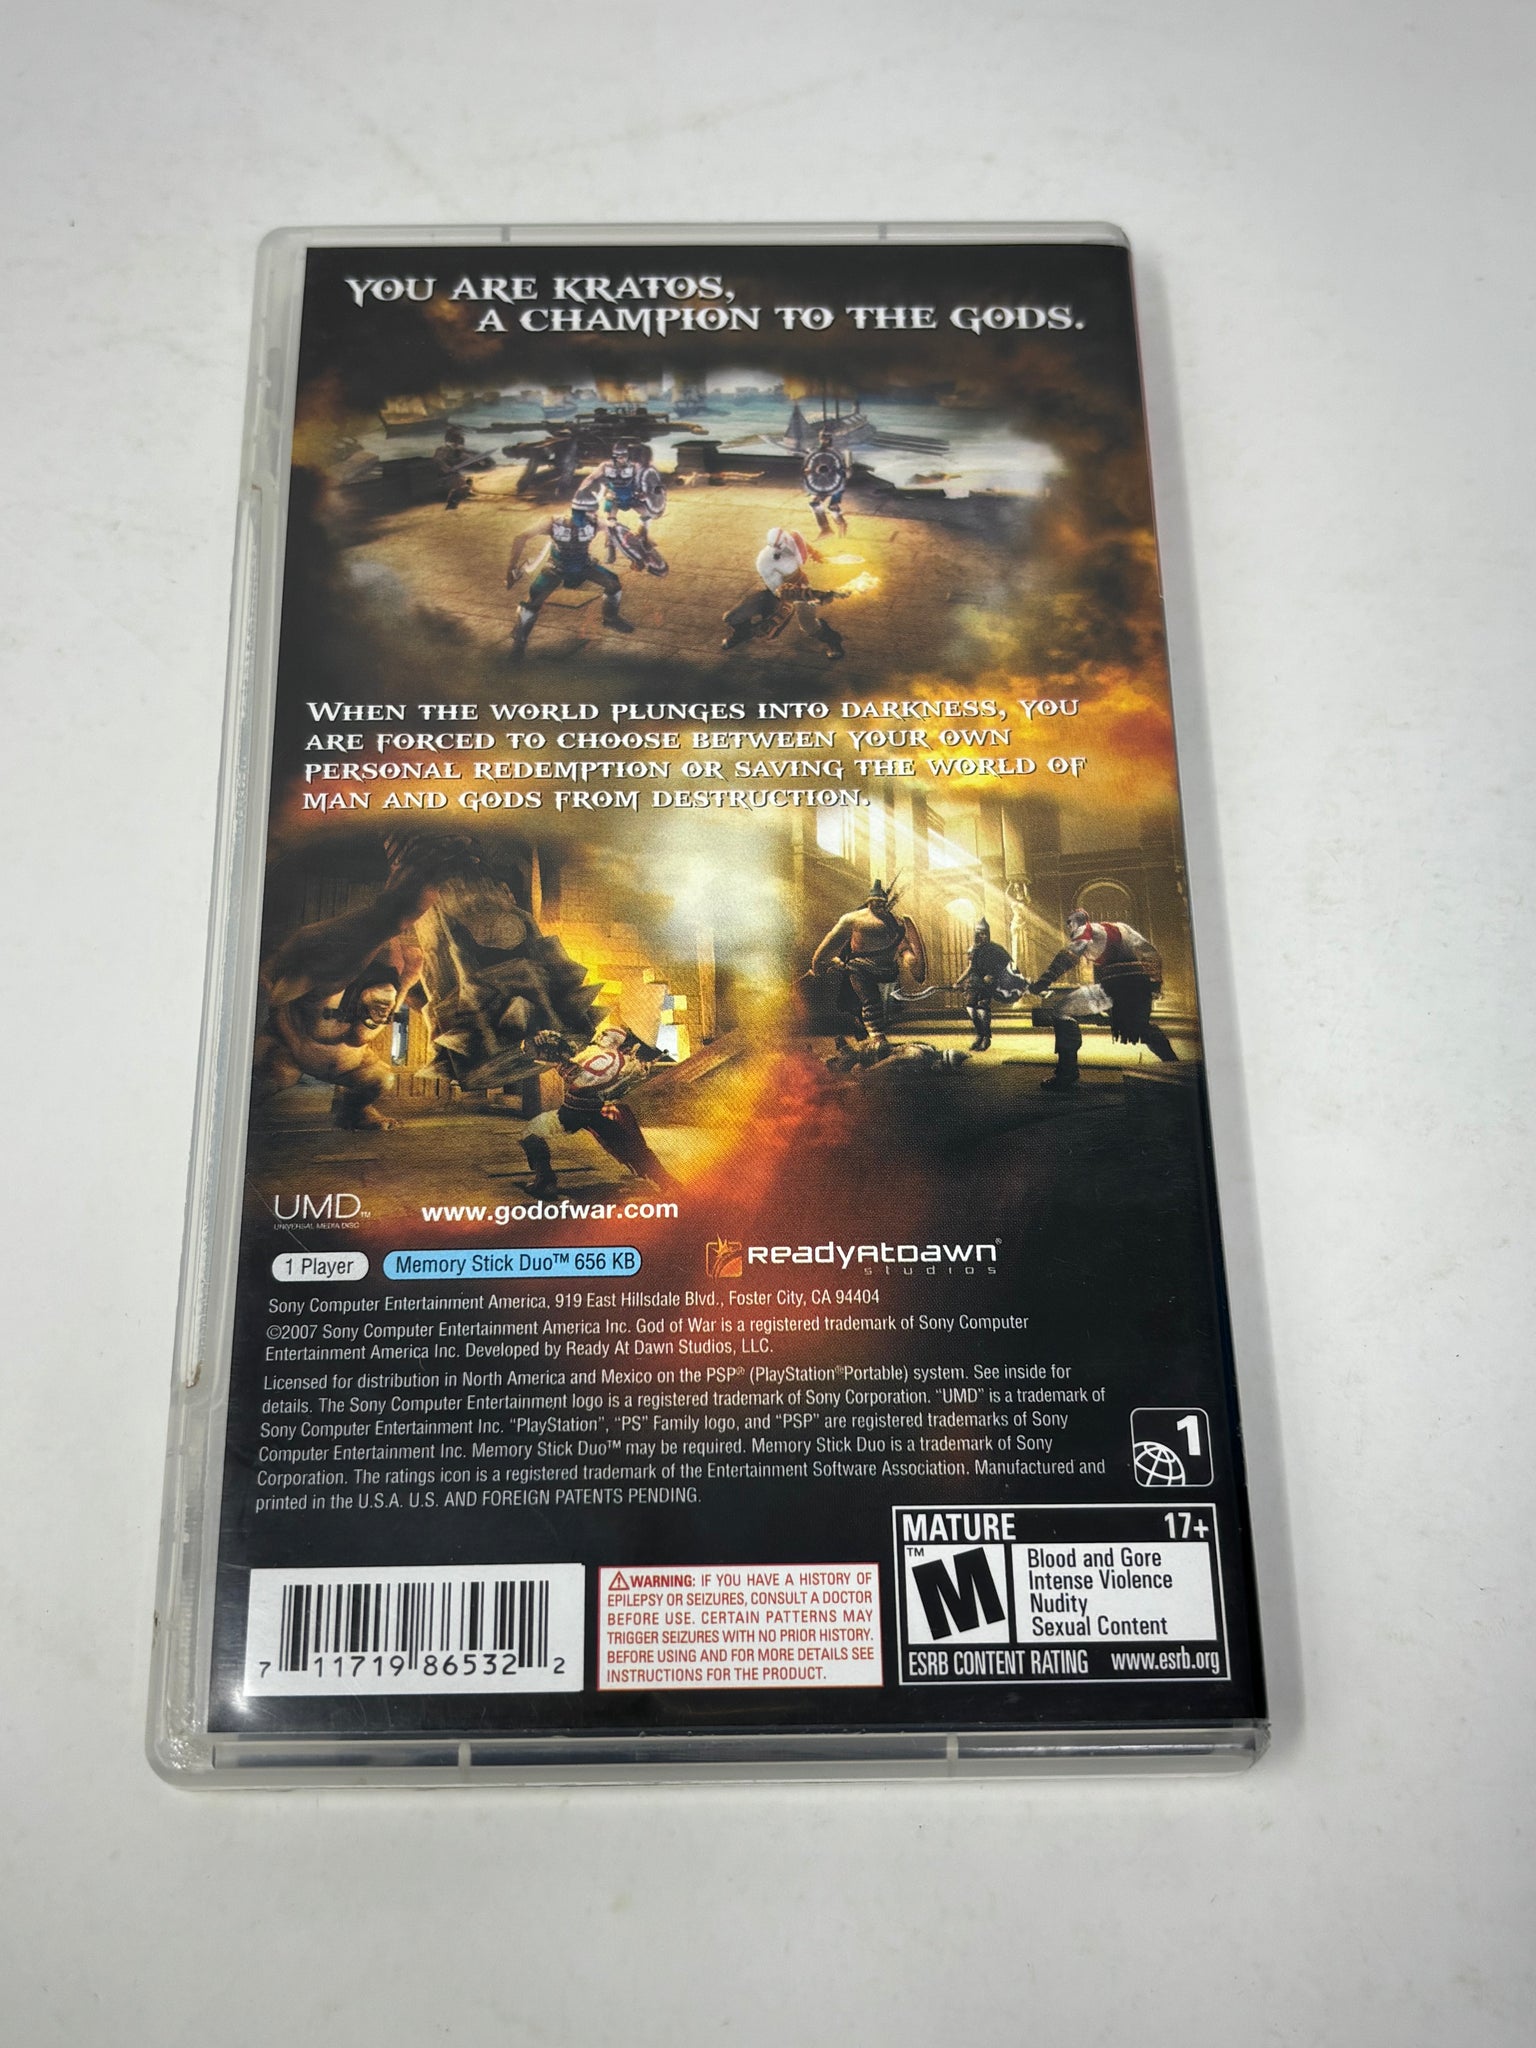 YOU ARE KRATOS,
A CHAMPION TO THE GODS.
WHEN THE WORLD PLUNGES INTO DARKNESS, YOU
ARE FORCED TO CHOOSE BETWEEN YOUR OWN
PERSONAL REDEMPTION OR SAVING THE WORLD OF
MAN AND GODS FROM DESTRUCTION.
UMD™
UNIVERSAL MEDIA DISC
www.godofwar.com
1 Player
Memory Stick Duo™ 656 KB
ReadyAtDawn®
studios
Sony Computer Entertainment America, 919 East Hillsdale Blvd., Foster City, CA 94404
©2007 Sony Computer Entertainment America Inc. God of War is a registered trademark of Sony Computer
Entertainment America Inc. Developed by Ready At Dawn Studios, LLC.
Licensed for distribution in North America and Mexico on the PSP® (PlayStation®Portable) system. See inside for
details. The Sony Computer Entertainment logo is a registered trademark of Sony Corporation. "UMD" is a trademark of
Sony Computer Entertainment Inc. "PlayStation", "PS" Family logo, and "PSP" are registered trademarks of Sony
Computer Entertainment Inc. Memory Stick Duo™ may be required. Memory Stick Duo is a trademark of Sony
Corporation. The ratings icon is a registered trademark of the Entertainment Software Association. Manufactured and
printed in the U.S.A. U.S. AND FOREIGN PATENTS PENDING.
1
7 11719 86532 2
WARNING: IF YOU HAVE A HISTORY OF
EPILEPSY OR SEIZURES, CONSULT A DOCTOR
BEFORE USE. CERTAIN PATTERNS MAY
TRIGGER SEIZURES WITH NO PRIOR HISTORY.
BEFORE USING AND FOR MORE DETAILS SEE
INSTRUCTIONS FOR THE PRODUCT.
MATURE 17+
™
M
Blood and Gore
Intense Violence
Nudity
Sexual Content
ESRB CONTENT RATING www.esrb.org